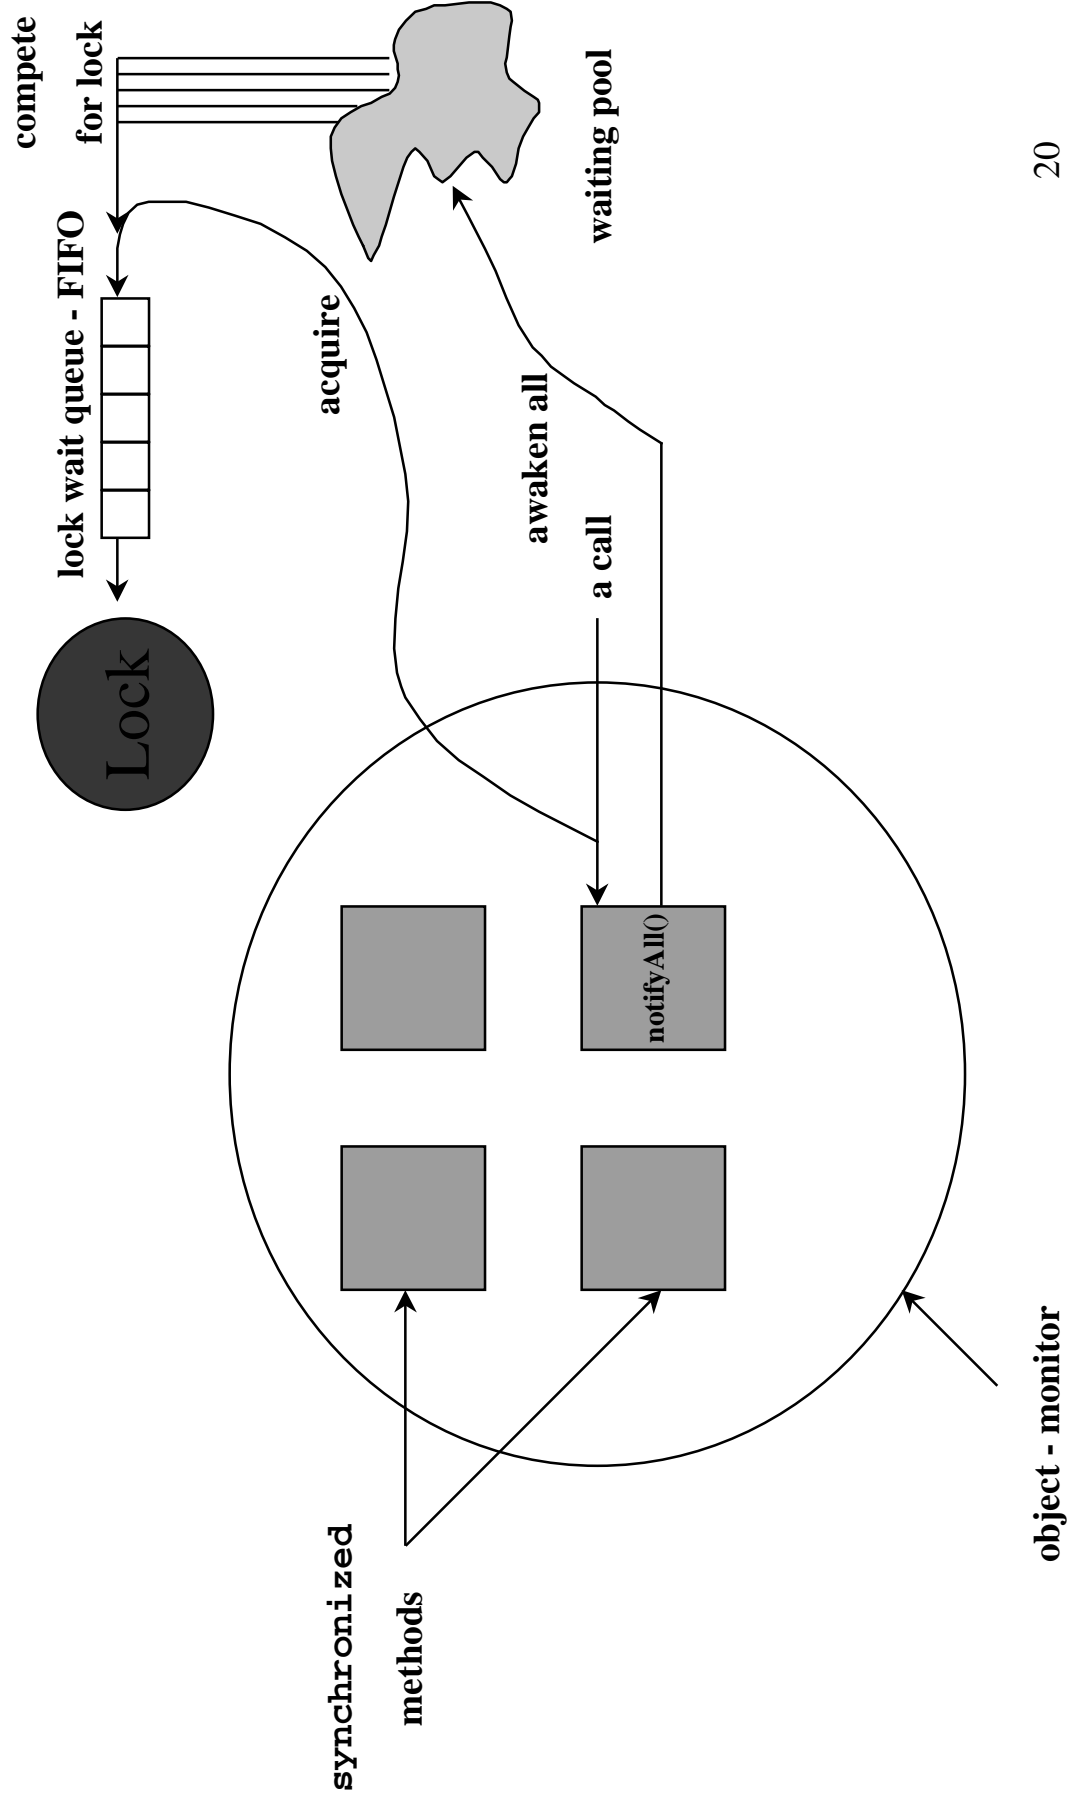 compete
for lock
lock wait queue - FIFO
Lock
synchronized
methods
acquire
awaken all
a call
waiting pool
notifyAll()
object - monitor
20